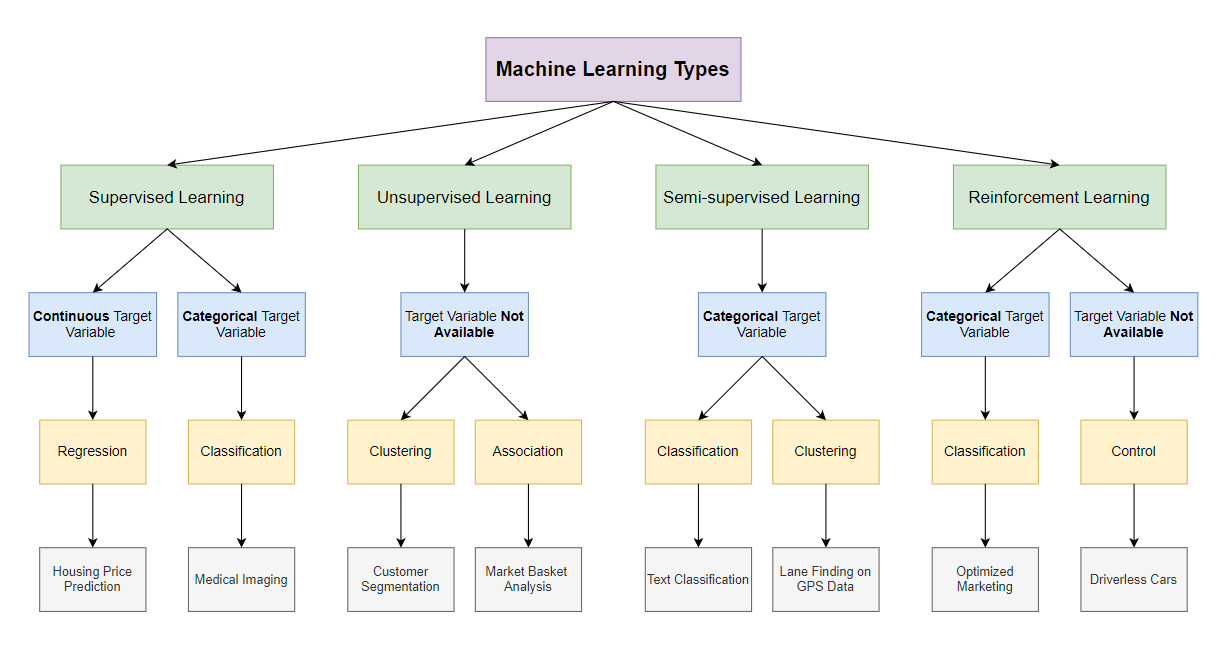 Machine Learning Types
Supervised Learning
Unsupervised Learning
Semi-supervised Learning
Reinforcement Learning
Continuous Target
Variable
Categorical Target
Variable
Target Variable Not
Available
Categorical Target
Variable
Categorical Target
Variable
Target Variable Not
Available
Regression
Classification
Clustering
Association
Classification
Clustering
Classification
Control
Housing Price
Prediction
Medical Imaging
Customer
Segmentation
Market Basket
Analysis
Text Classification
Lane Finding on
GPS Data
Optimized
Marketing
Driverless Cars